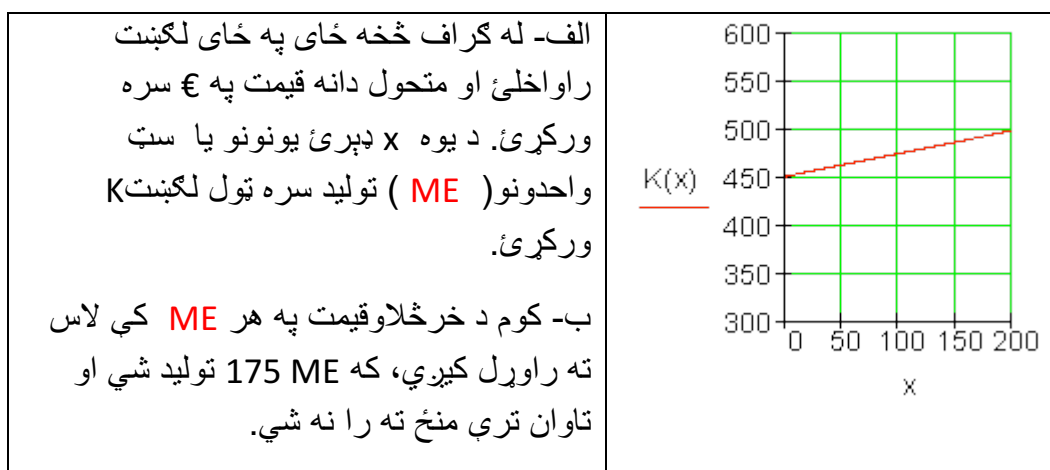 الف- له ګراف څخه ځای په ځای لګښت
راواخلئ او متحول دانه قیمت په € سره
ورکړئ. د یوه x ډېرئ یونونو یا سټ
واحدونو( ME ) تولید سره ټول لګښتK
ورکړئ.
ب- کوم د خرڅلاوقیمت په هر ME کې لاس
ته راوړل کیږي، که 175 ME تولید شي او
تاوان ترې منځ ته را نه شي.
600
550
500
K(x) 450
400
350
300
0 50 100 150 200
x